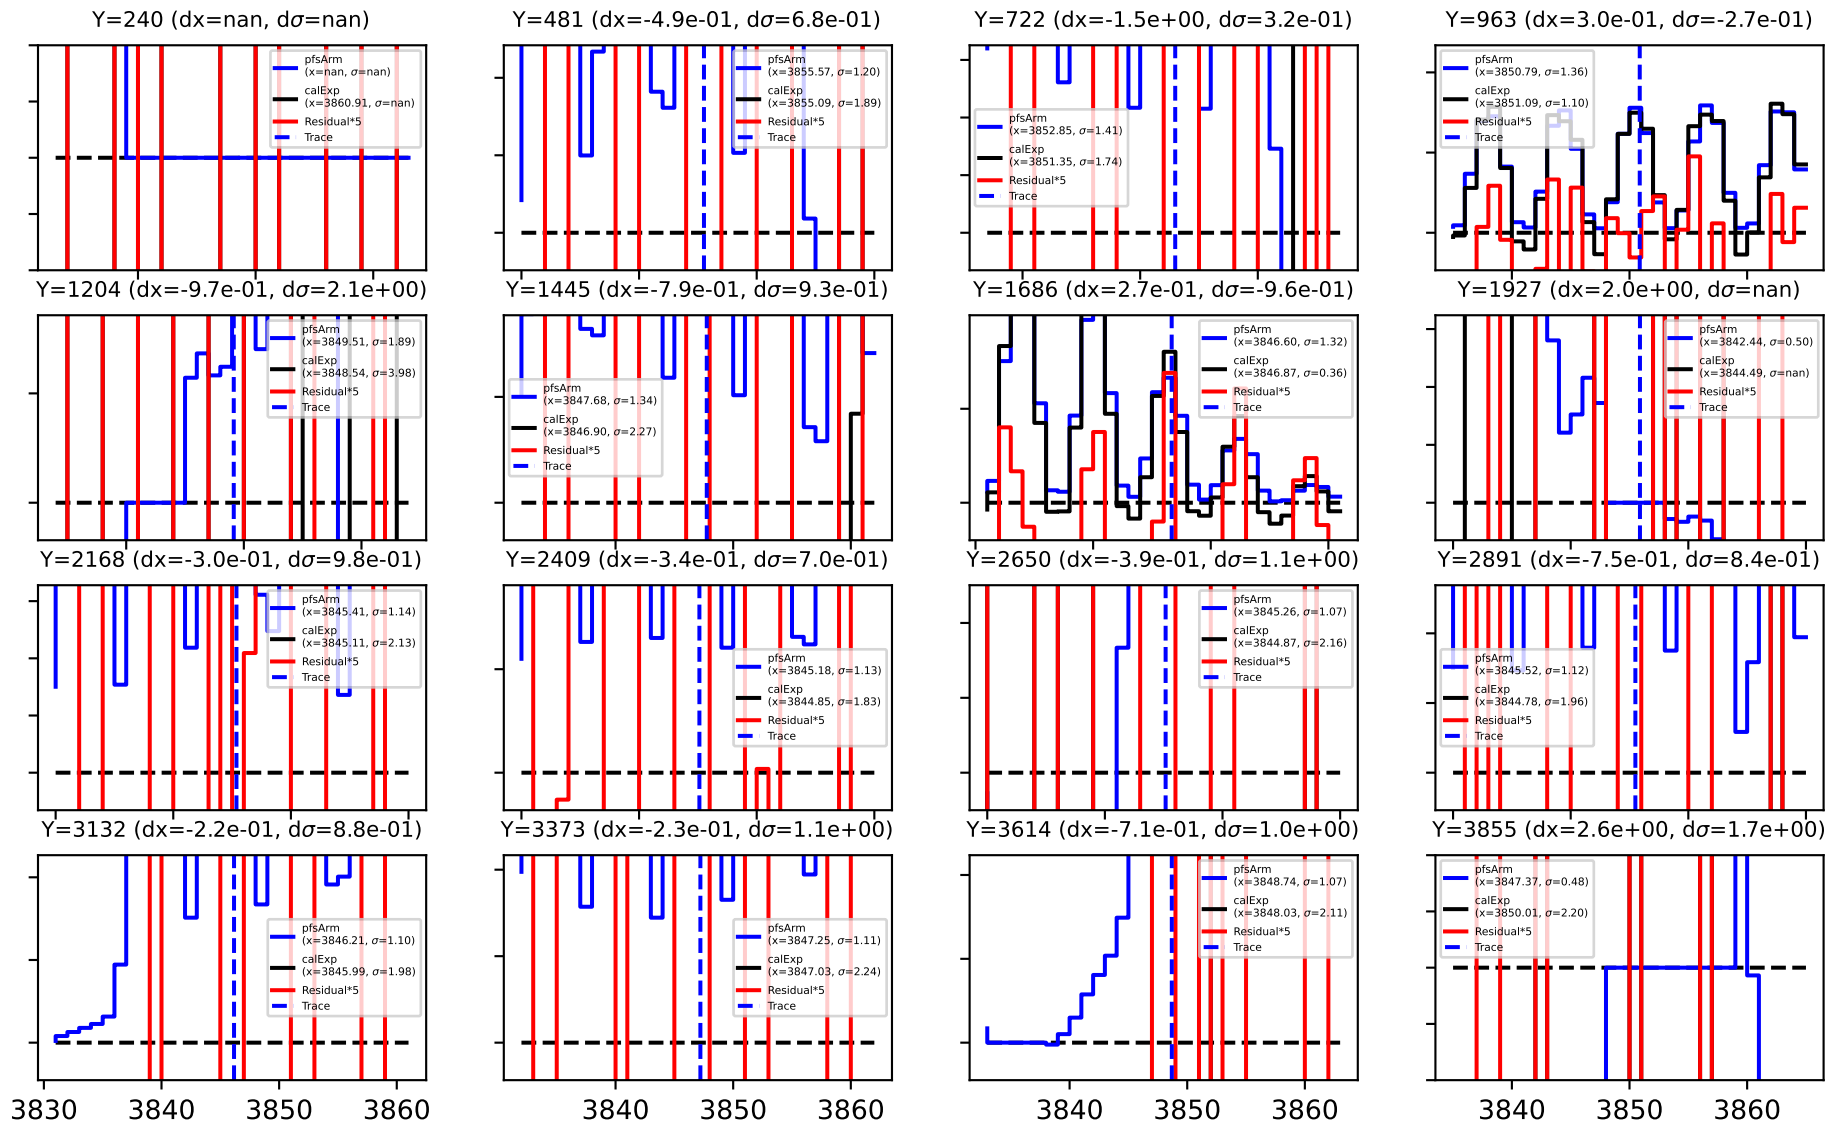 Y=240 (dx=nan, dσ=nan)
pfsArm
(x=nan, σ=nan)
calExp
(x=3860.91, σ=nan)
Residual*5
Trace
Y=481 (dx=-4.9e-01, dσ=6.8e-01)
pfsArm
(x=3855.57, σ=1.20)
calExp
(x=3855.09, σ=1.89)
Residual*5
Trace
Y=722 (dx=-1.5e+00, dσ=3.2e-01)
pfsArm
(x=3852.85, σ=1.41)
calExp
(x=3851.35, σ=1.74)
Residual*5
Trace
Y=963 (dx=3.0e-01, dσ=-2.7e-01)
pfsArm
(x=3850.79, σ=1.36)
calExp
(x=3851.09, σ=1.10)
Residual*5
Trace
Y=1204 (dx=-9.7e-01, dσ=2.1e+00)
pfsArm
(x=3849.51, σ=1.89)
calExp
(x=3848.54, σ=3.98)
Residual*5
Trace
Y=1445 (dx=-7.9e-01, dσ=9.3e-01)
pfsArm
(x=3847.68, σ=1.34)
calExp
(x=3846.90, σ=2.27)
Residual*5
Trace
Y=1686 (dx=2.7e-01, dσ=-9.6e-01)
pfsArm
(x=3846.60, σ=1.32)
calExp
(x=3846.87, σ=0.36)
Residual*5
Trace
Y=1927 (dx=2.0e+00, dσ=nan)
pfsArm
(x=3842.44, σ=0.50)
calExp
(x=3844.49, σ=nan)
Residual*5
Trace
Y=2168 (dx=-3.0e-01, dσ=9.8e-01)
pfsArm
(x=3845.41, σ=1.14)
calExp
(x=3845.11, σ=2.13)
Residual*5
Trace
Y=2409 (dx=-3.4e-01, dσ=7.0e-01)
pfsArm
(x=3845.18, σ=1.13)
calExp
(x=3844.85, σ=1.83)
Residual*5
Trace
Y=2650 (dx=-3.9e-01, dσ=1.1e+00)
pfsArm
(x=3845.26, σ=1.07)
calExp
(x=3844.87, σ=2.16)
Residual*5
Trace
Y=2891 (dx=-7.5e-01, dσ=8.4e-01)
pfsArm
(x=3845.52, σ=1.12)
calExp
(x=3844.78, σ=1.96)
Residual*5
Trace
Y=3132 (dx=-2.2e-01, dσ=8.8e-01)
pfsArm
(x=3846.21, σ=1.10)
calExp
(x=3845.99, σ=1.98)
Residual*5
Trace
Y=3373 (dx=-2.3e-01, dσ=1.1e+00)
pfsArm
(x=3847.25, σ=1.11)
calExp
(x=3847.03, σ=2.24)
Residual*5
Trace
Y=3614 (dx=-7.1e-01, dσ=1.0e+00)
pfsArm
(x=3848.74, σ=1.07)
calExp
(x=3848.03, σ=2.11)
Residual*5
Trace
Y=3855 (dx=2.6e+00, dσ=1.7e+00)
pfsArm
(x=3847.37, σ=0.48)
calExp
(x=3850.01, σ=2.20)
Residual*5
Trace
3830 3840 3850 3860
3840 3850 3860
3840 3850 3860
3840 3850 3860